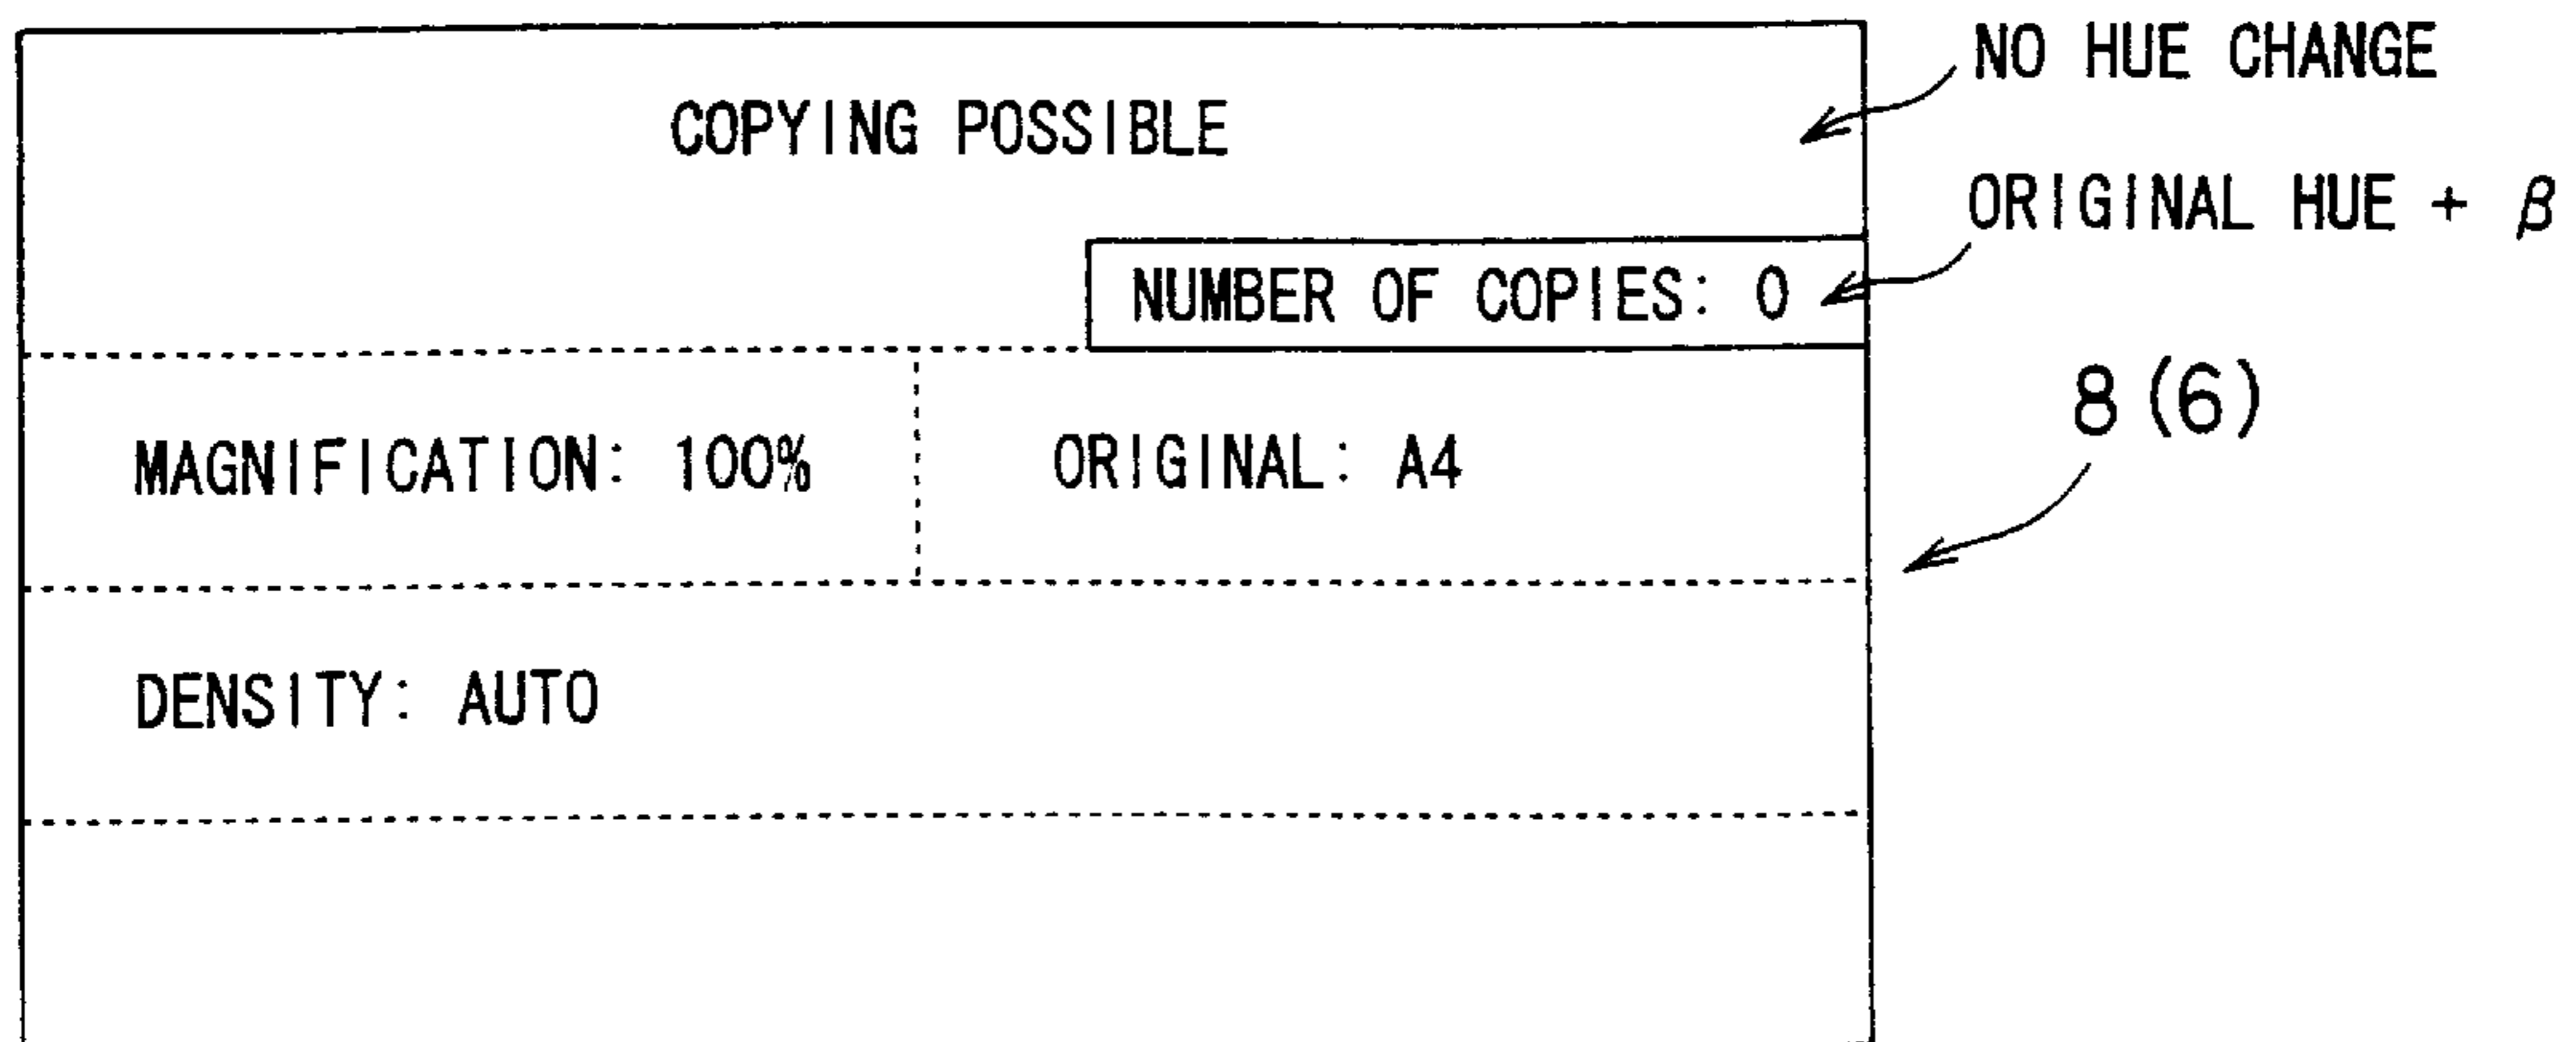 NO HUE CHANGE
COPYING POSSIBLE
ORIGINAL HUE + β
NUMBER OF COPIES: 0
8(6)
MAGNIFICATION: 100%
ORIGINAL: A4
DENSITY: AUTO